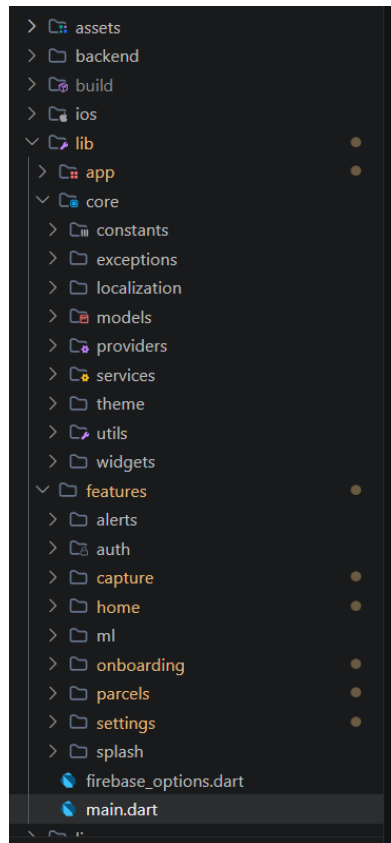 assets
backend
build
ios
lib
app
core
constants
exceptions
localization
models
providers
services
theme
utils
widgets
features
alerts
auth
capture
home
ml
onboarding
parcels
settings
splash
firebase_options.dart
main.dart